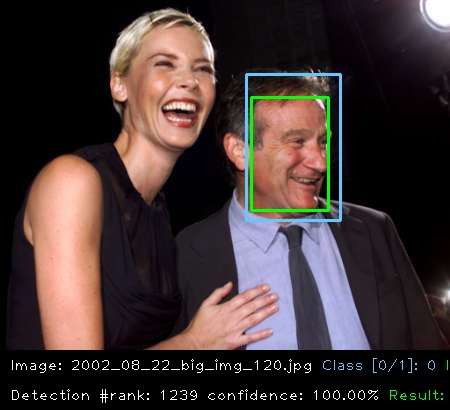 Image: 2002_08_22_big_img_120.jpg Class [0/1]: 0
Detection #rank: 1239 confidence: 100.00% Result: